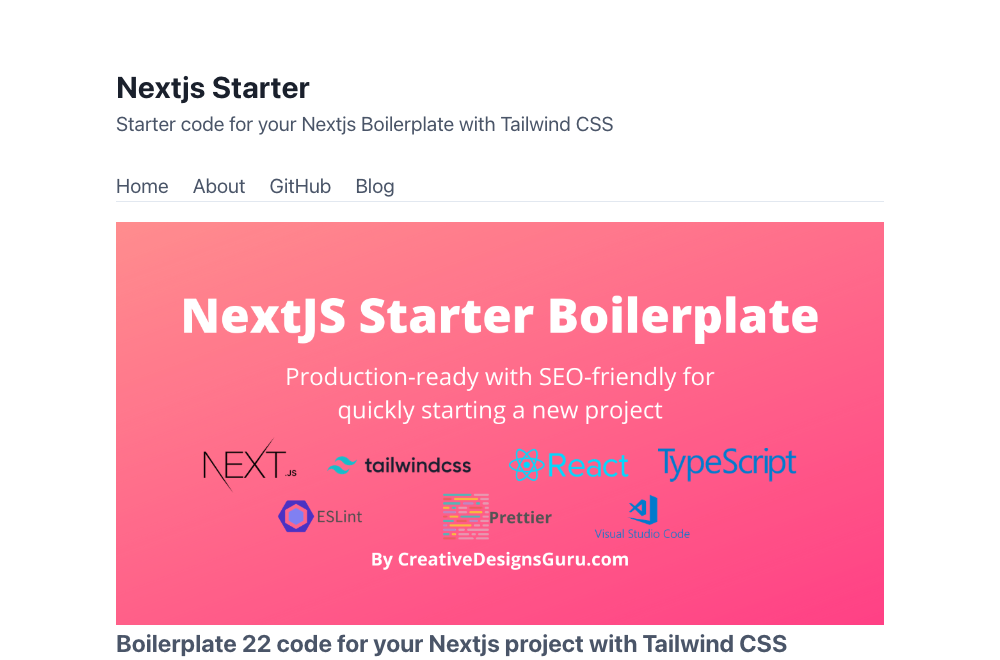 Nextjs Starter
Starter code for your Nextjs Boilerplate with Tailwind CSS
Home About GitHub Blog
NextJS Starter Boilerplate
Production-ready with SEO-friendly for
quickly starting a new project
NEXT.JS tailwindcss React TypeScript
ESLint Prettier Visual Studio Code
By CreativeDesignsGuru.com
Boilerplate 22 code for your Nextjs project with Tailwind CSS